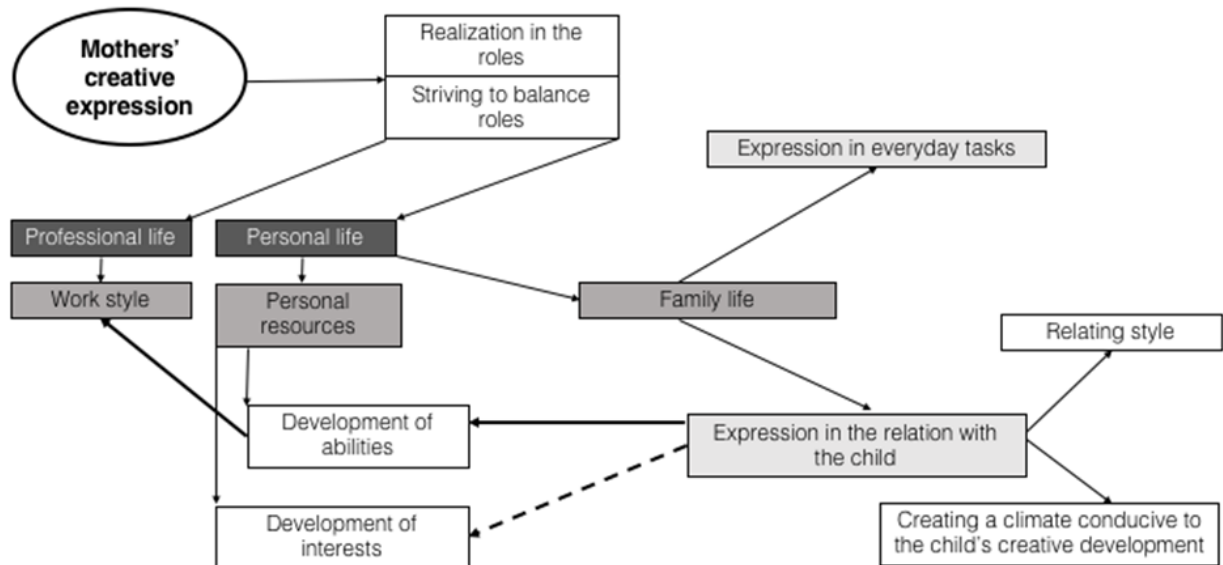 Mothers'
creative
expression
Realization in the
roles
Striving to balance
roles
Expression in everyday tasks
Professional life
Personal life
Work style
Personal
resources
Family life
Relating style
Development of
abilities
Expression in the relation with
the child
Development of
interests
Creating a climate conducive to
the child's creative development